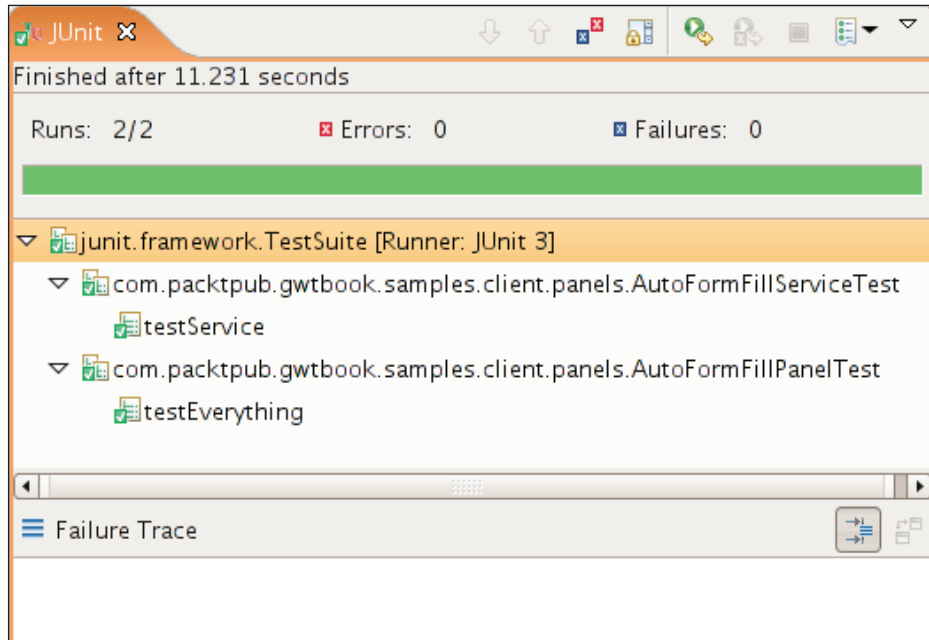 JUnit
Finished after 11.231 seconds
Runs: 2/2 Errors: 0 Failures: 0
junit.framework.TestSuite [Runner: JUnit 3]
com.packtpub.gwtbook.samples.client.panels.AutoFormFillServiceTest
testService
com.packtpub.gwtbook.samples.client.panels.AutoFormFillPanelTest
testEverything
Failure Trace